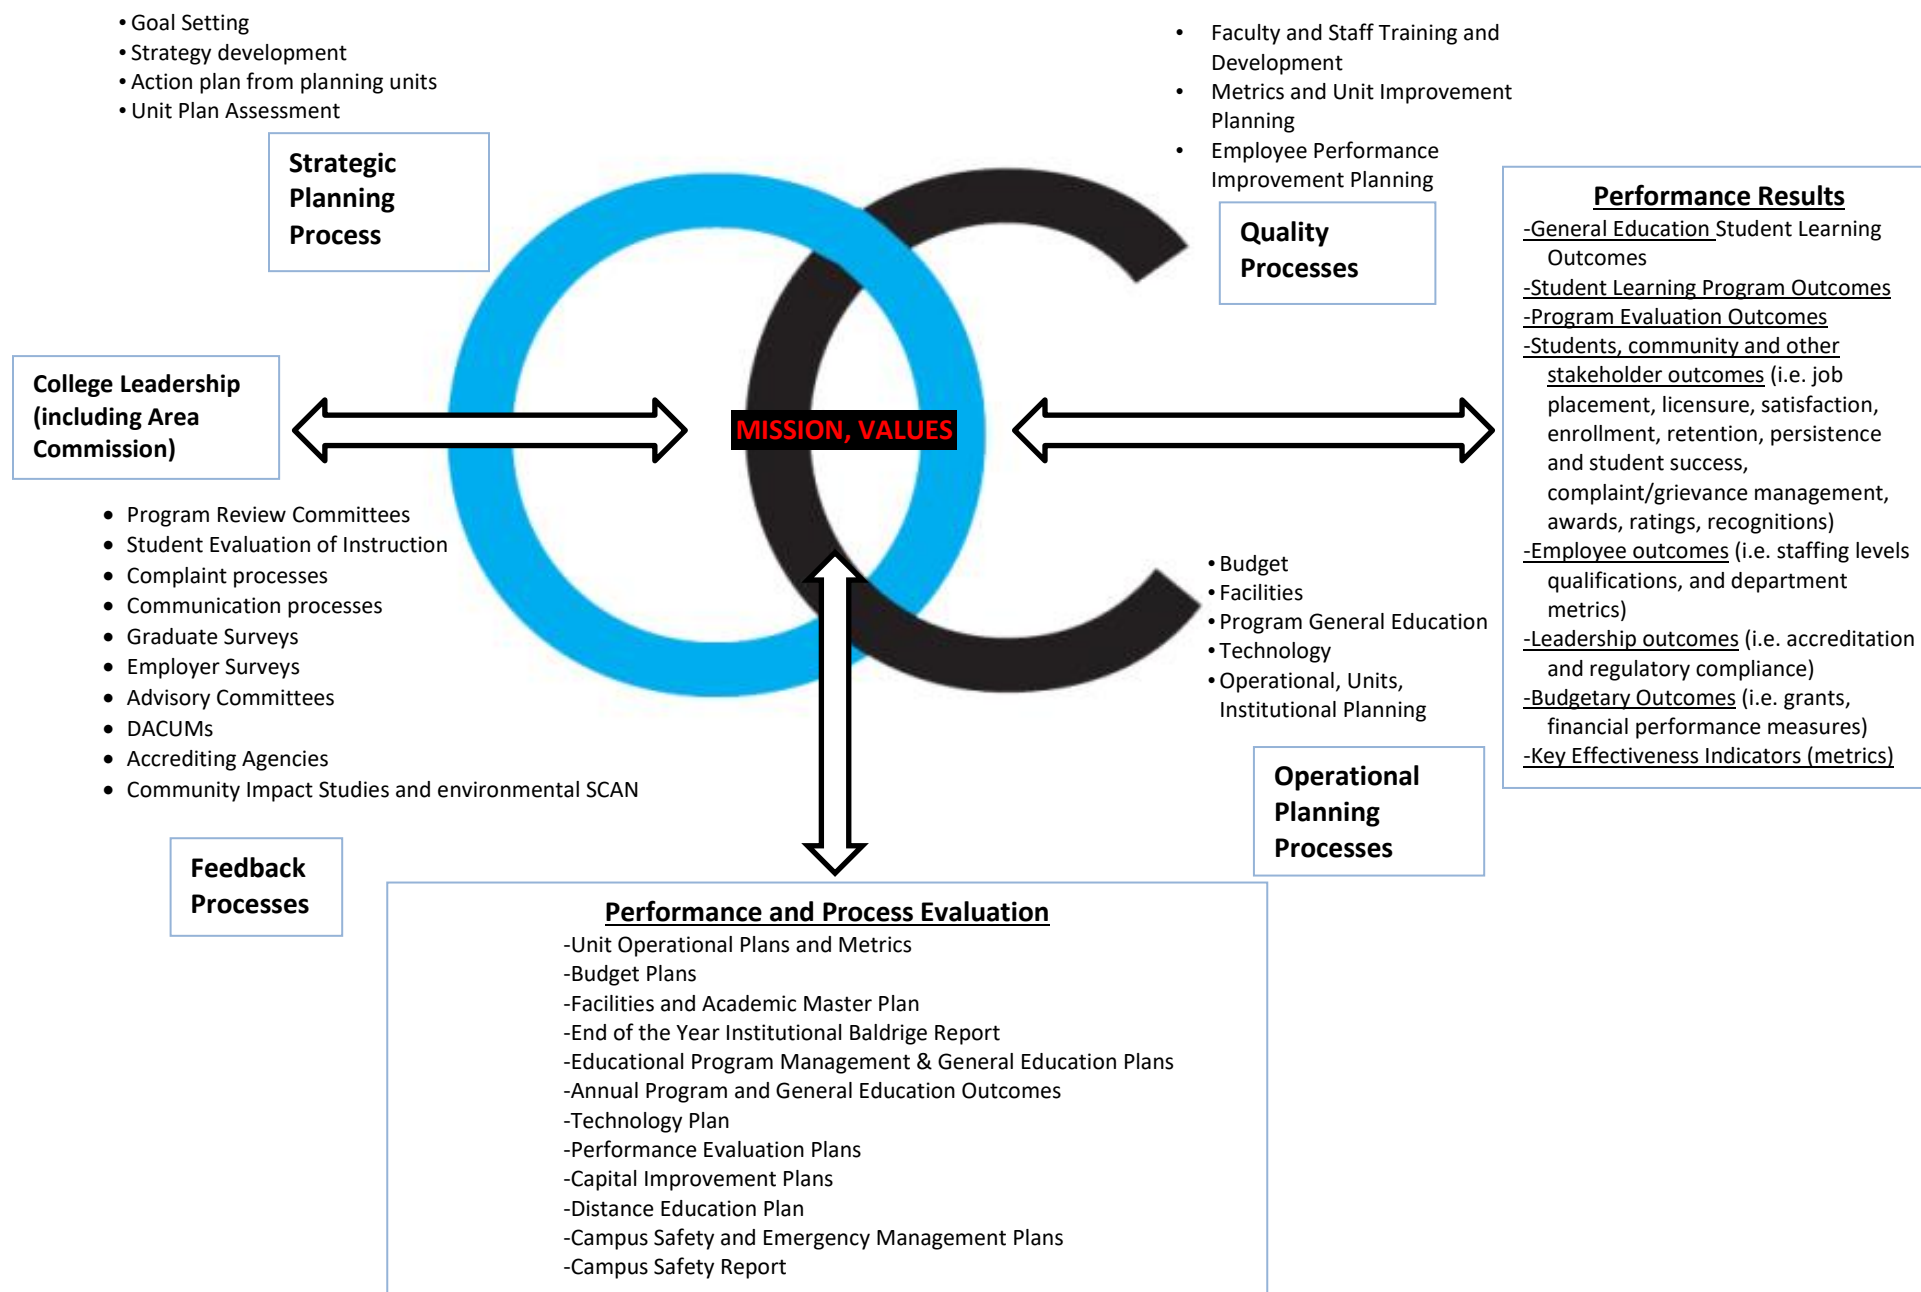 • Goal Setting
• Strategy development
• Action plan from planning units
• Unit Plan Assessment
Strategic
Planning
Process
• Faculty and Staff Training and
Development
• Metrics and Unit Improvement
Planning
• Employee Performance
Improvement Planning
Quality
Processes
Performance Results
-General Education Student Learning
Outcomes
-Student Learning Program Outcomes
-Program Evaluation Outcomes
-Students, community and other
stakeholder outcomes (i.e. job
placement, licensure, satisfaction,
enrollment, retention, persistence
and student success,
complaint/grievance management,
awards, ratings, recognitions)
-Employee outcomes (i.e. staffing levels
qualifications, and department
metrics)
-Leadership outcomes (i.e. accreditation
and regulatory compliance)
-Budgetary Outcomes (i.e. grants,
financial performance measures)
-Key Effectiveness Indicators (metrics)
College Leadership
(including Area
Commission)
MISSION, VALUES
• Program Review Committees
• Student Evaluation of Instruction
• Complaint processes
• Communication processes
• Graduate Surveys
• Employer Surveys
• Advisory Committees
• DACUMs
• Accrediting Agencies
• Community Impact Studies and environmental SCAN
Feedback
Processes
• Budget
• Facilities
• Program General Education
• Technology
• Operational, Units,
Institutional Planning
Operational
Planning
Processes
Performance and Process Evaluation
-Unit Operational Plans and Metrics
-Budget Plans
-Facilities and Academic Master Plan
-End of the Year Institutional Baldrige Report
-Educational Program Management & General Education Plans
-Annual Program and General Education Outcomes
-Technology Plan
-Performance Evaluation Plans
-Capital Improvement Plans
-Distance Education Plan
-Campus Safety and Emergency Management Plans
-Campus Safety Report